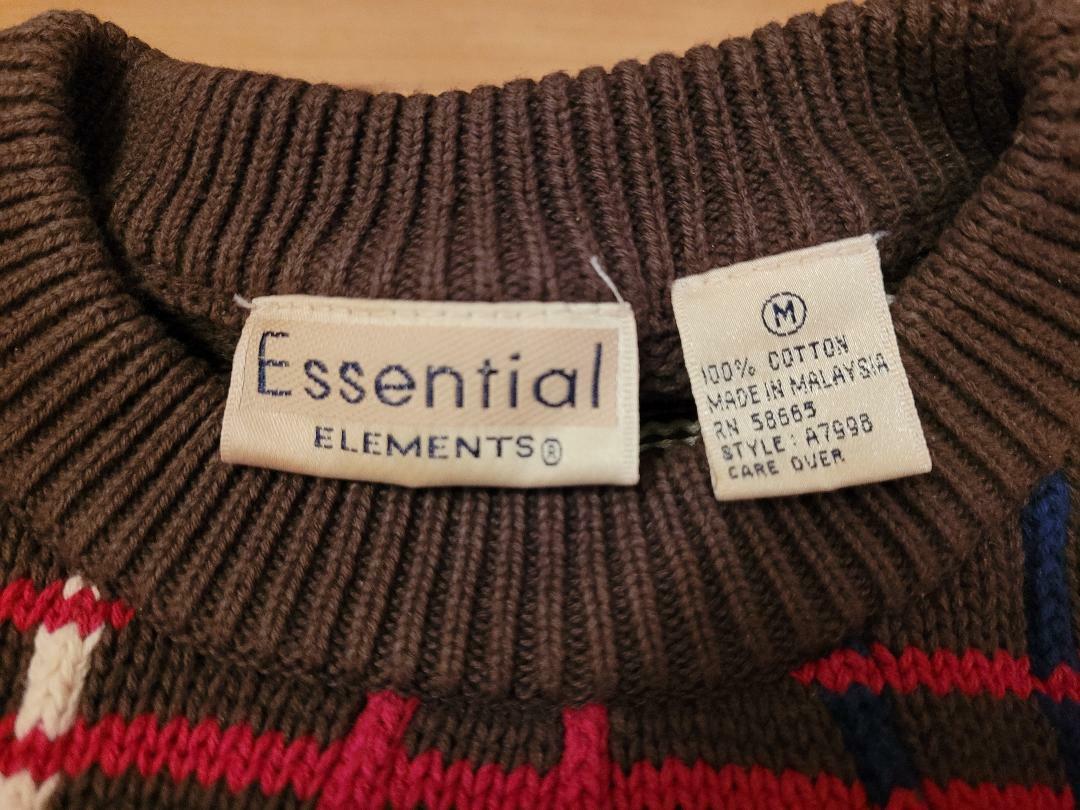 Essential
ELEMENTS®
M
100% COTTON
MADE IN MALAYSIA
RN 58665
STYLE: A7998
CARE OVER